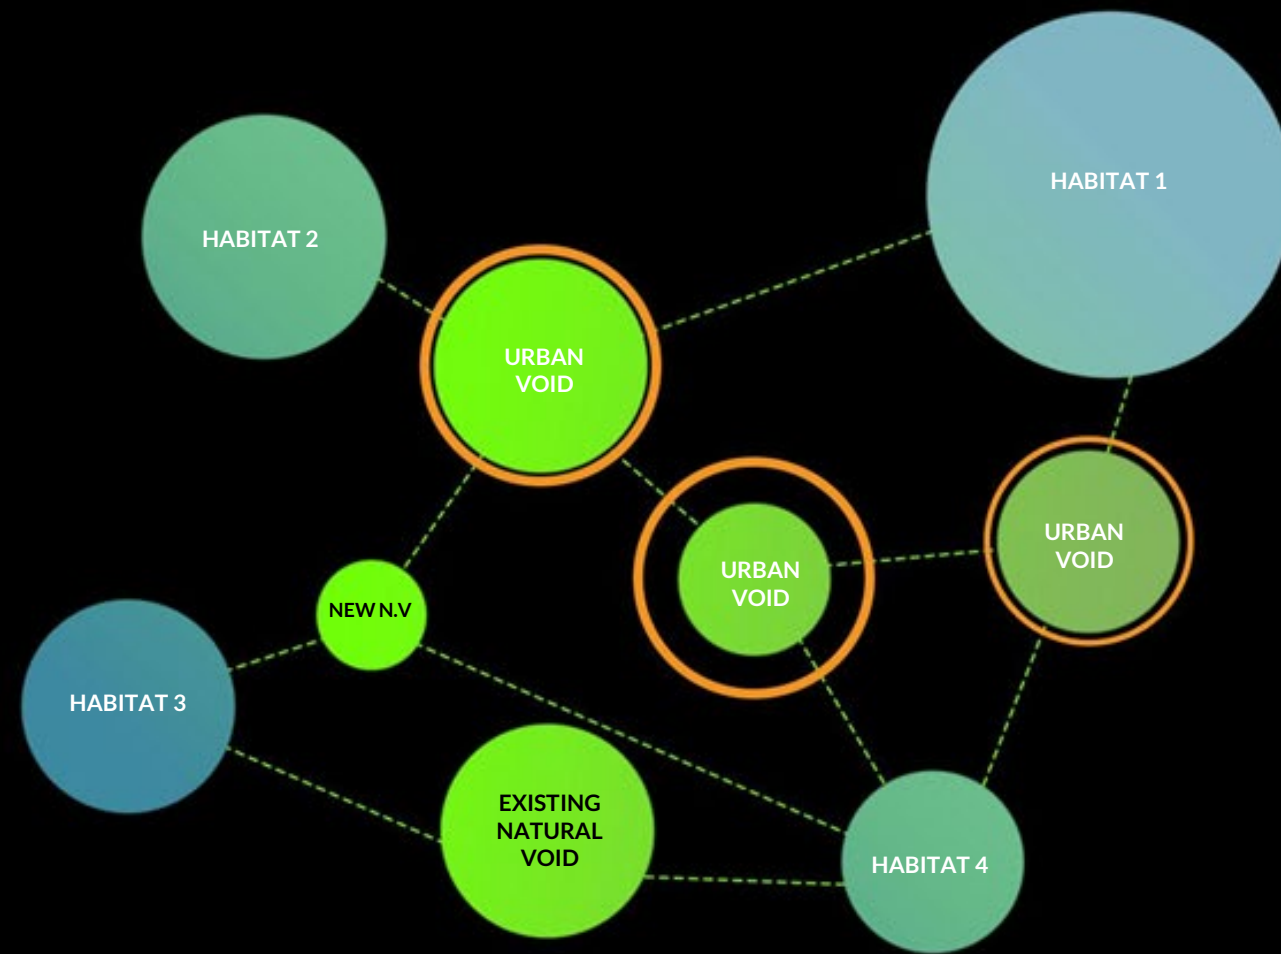 HABITAT 1
HABITAT 2
URBAN
VOID
URBAN
VOID
URBAN
VOID
NEW N.V
HABITAT 3
EXISTING
NATURAL
VOID
HABITAT 4